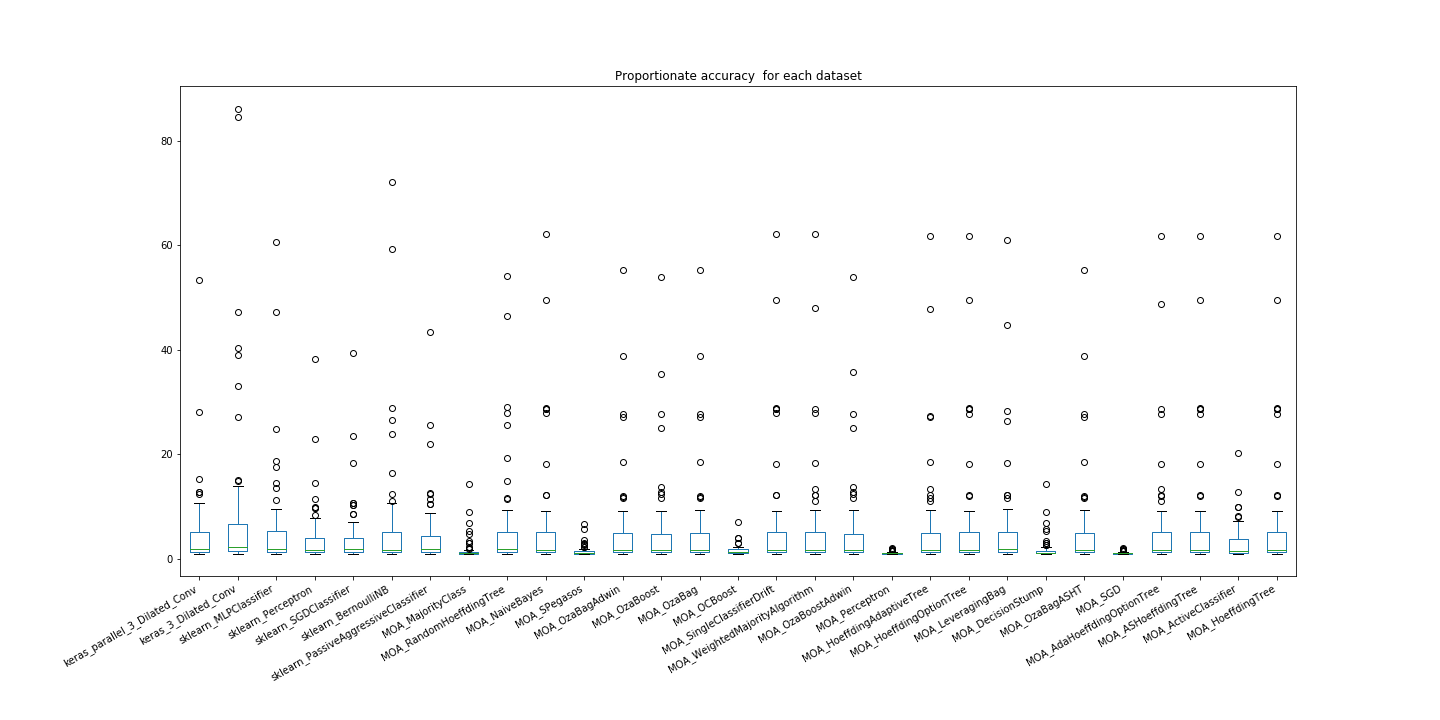 Proportionate accuracy  for each dataset
80
60
40
20
0
keras_parallel_3_Dilated_Conv
keras_3_Dilated_Conv
sklearn_MLPClassifier
sklearn_Perceptron
sklearn_SGDClassifier
sklearn_BernoulliNB
sklearn_PassiveAggressiveClassifier
MOA_MajorityClass
MOA_RandomHoeffdingTree
MOA_NaiveBayes
MOA_SPegasos
MOA_OzaBagAdwin
MOA_OzaBoost
MOA_OzaBag
MOA_OCBoost
MOA_SingleClassifierDrift
MOA_WeightedMajorityAlgorithm
MOA_OzaBoostAdwin
MOA_Perceptron
MOA_HoeffdingAdaptiveTree
MOA_HoeffdingOptionTree
MOA_LeveragingBag
MOA_DecisionStump
MOA_OzaBagASHT
MOA_SGD
MOA_AdaHoeffdingOptionTree
MOA_ASHoeffdingTree
MOA_ActiveClassifier
MOA_HoeffdingTree